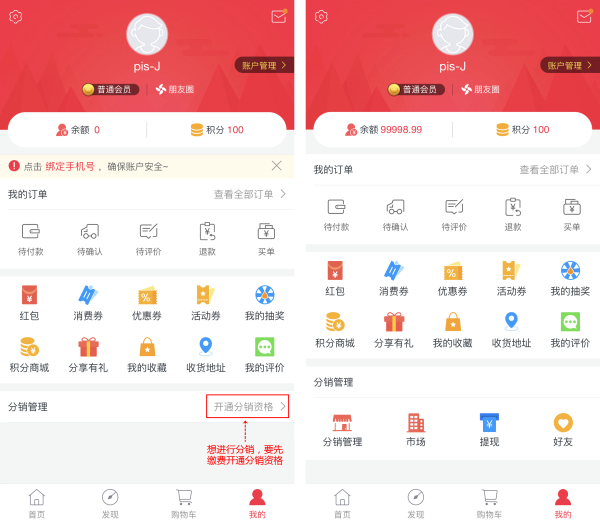 pis-J
账户管理
普通会员 朋友圈
余额 0 积分 100
点击 绑定手机号 ，确保账户安全~
我的订单 查看全部订单
待付款 待确认 待评价 退款 买单
红包 消费券 优惠券 活动券 我的抽奖
积分商城 分享有礼 我的收藏 收货地址 我的评价
分销管理 开通分销资格
想进行分销，要先
缴费开通分销资格
首页 发现 购物车 我的
pis-J
账户管理
普通会员 朋友圈
余额 99998.99 积分 100
我的订单 查看全部订单
待付款 待确认 待评价 退款 买单
红包 消费券 优惠券 活动券 我的抽奖
积分商城 分享有礼 我的收藏 收货地址 我的评价
分销管理
分销管理 市场 提现 好友
首页 发现 购物车 我的